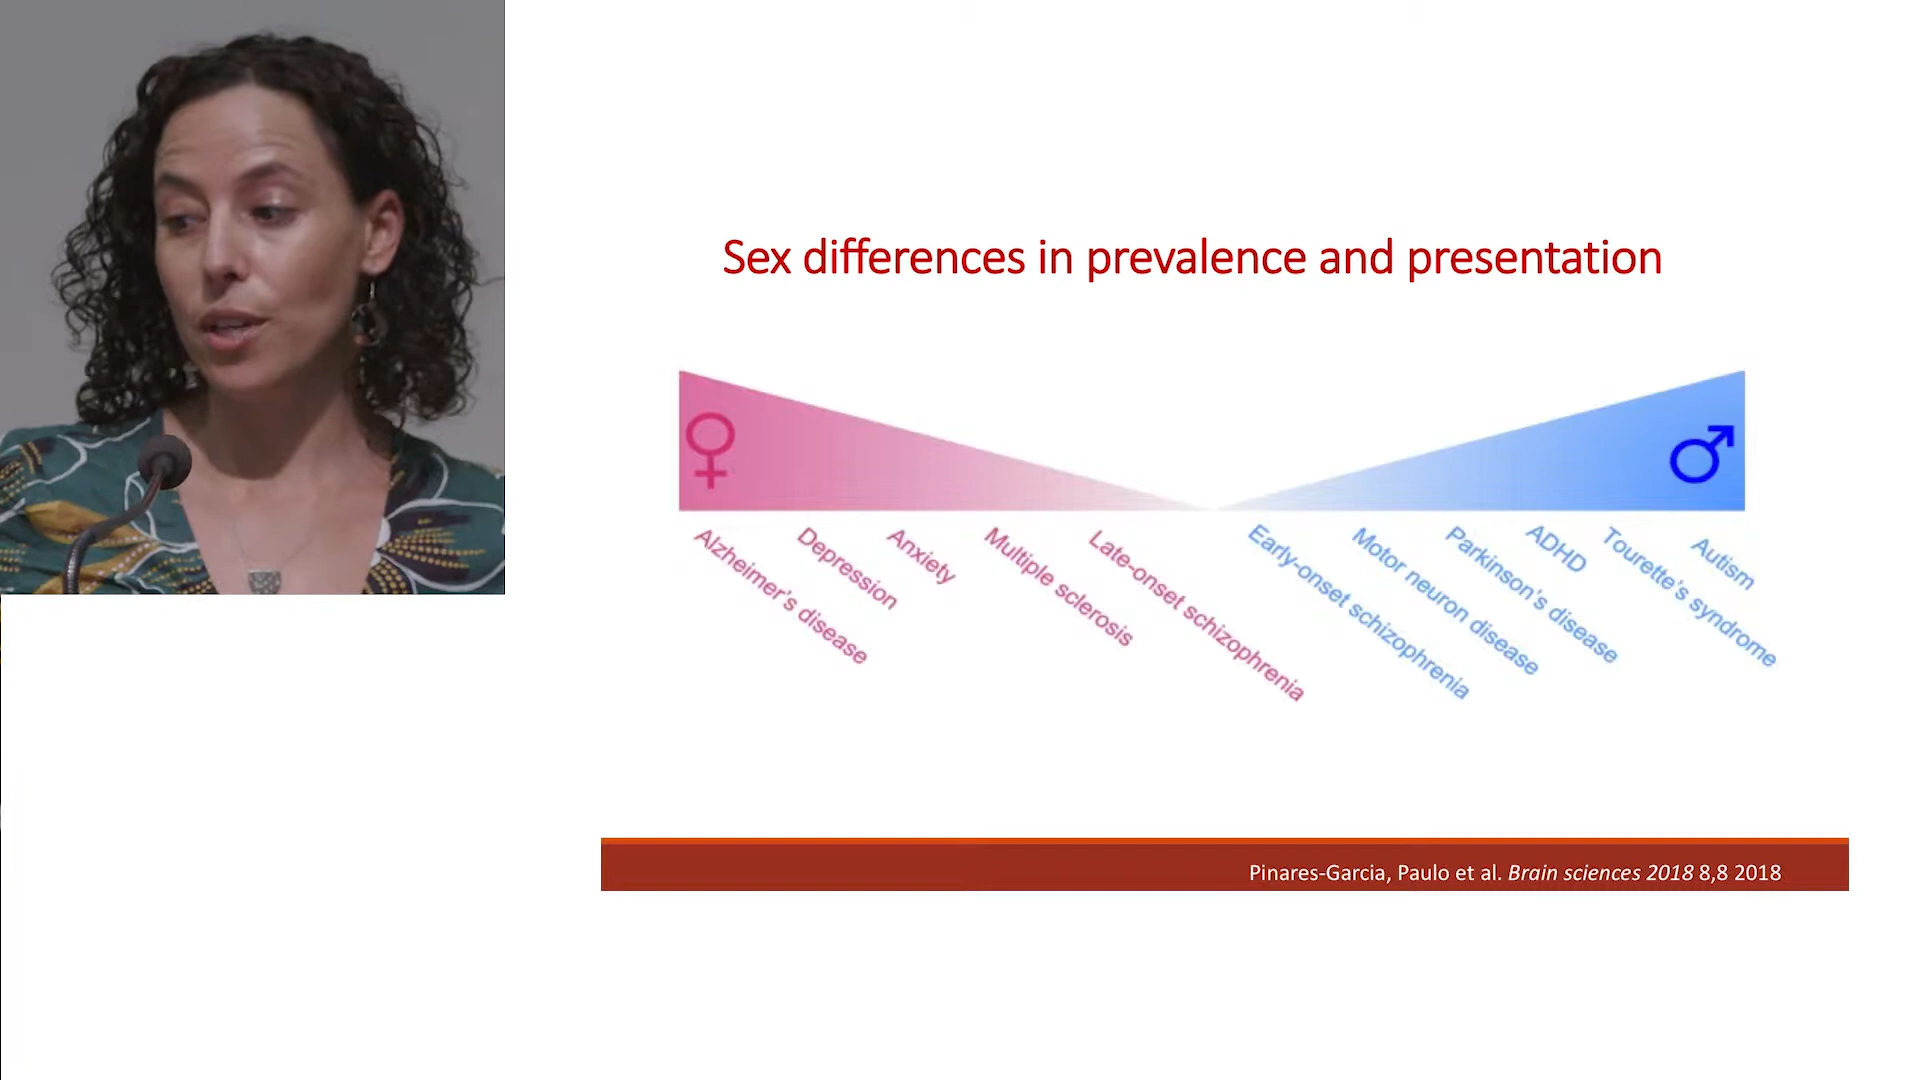 Sex differences in prevalence and presentation
♀
♂
Alzheimer's disease
Depression
Anxiety
Multiple sclerosis
Late-onset schizophrenia
Early-onset schizophrenia
Motor neuron disease
Parkinson's disease
ADHD
Tourette's syndrome
Autism
Pinares-Garcia, Paulo et al. Brain sciences 2018 8,8 2018